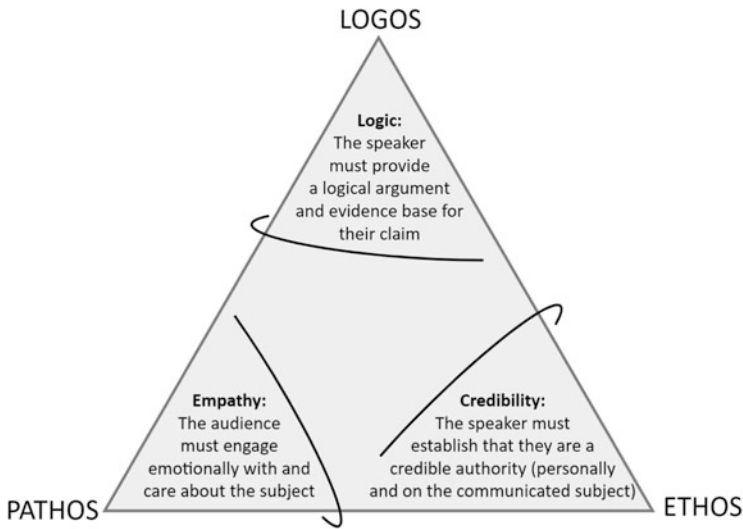 LOGOS
Logic:
The speaker
must provide
a logical argument
and evidence base for
their claim
Empathy:
The audience
must engage
emotionally with and
care about the subject
Credibility:
The speaker must
establish that they are a
credible authority (personally
and on the communicated subject)
PATHOS
ETHOS